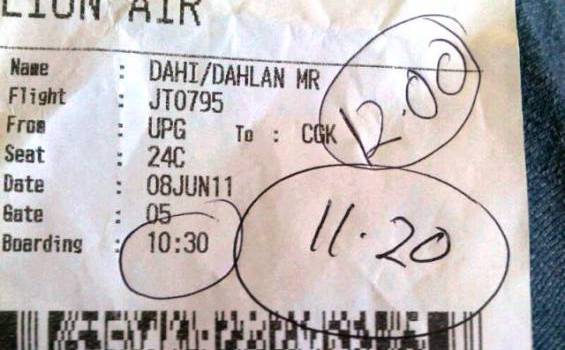 LION AIR
Name : DAHI/DAHLAN MR
12.00
Flight : JT0795
From : UPG To : CGK
Seat : 24C
Date : 08JUN11
Gate : 05
11.20
Boarding : 10:30